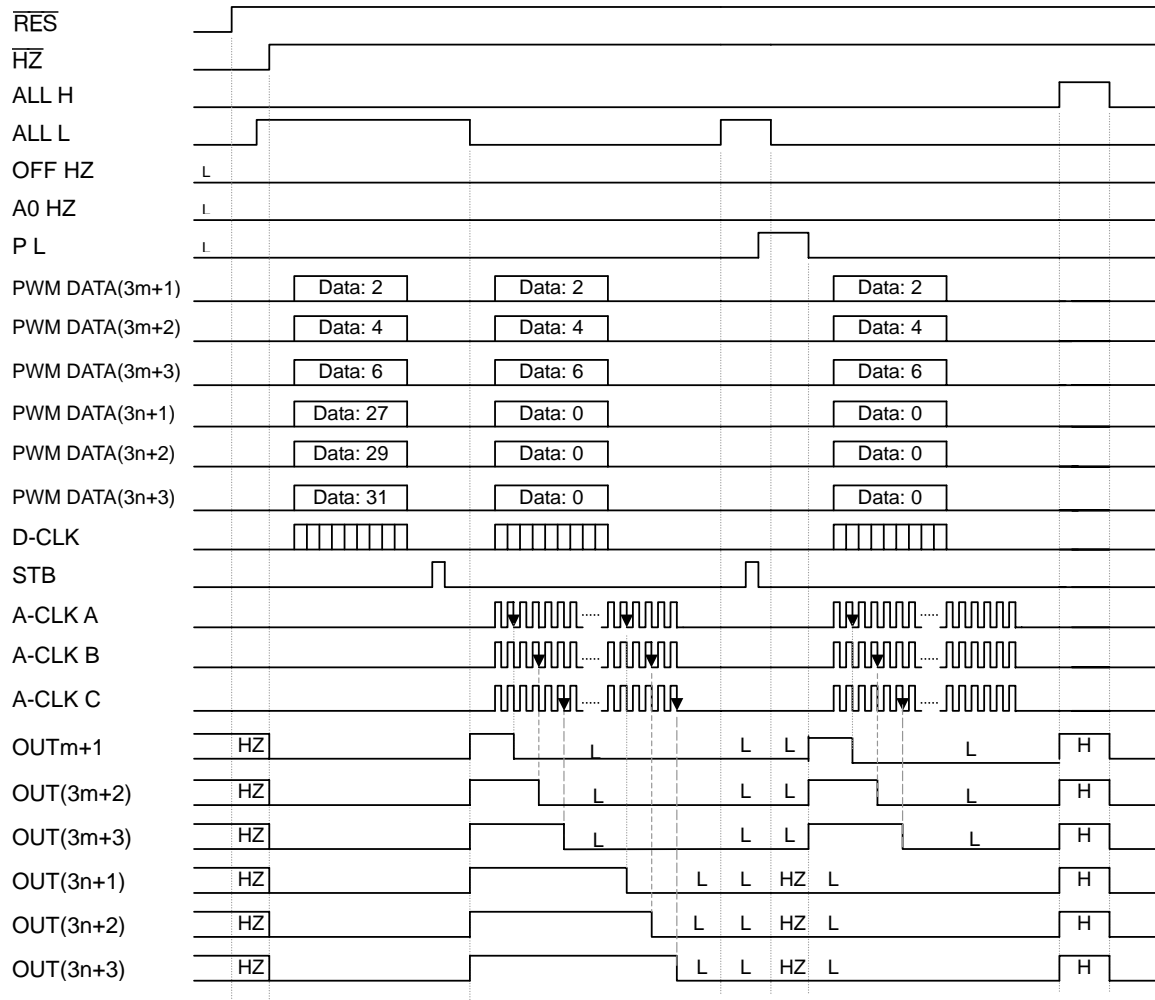 RES
HZ
ALL H
ALL L
OFF HZ L
A0 HZ L
P L L
PWM DATA(3m+1) Data: 2 Data: 2 Data: 2
PWM DATA(3m+2) Data: 4 Data: 4 Data: 4
PWM DATA(3m+3) Data: 6 Data: 6 Data: 6
PWM DATA(3n+1) Data: 27 Data: 0 Data: 0
PWM DATA(3n+2) Data: 29 Data: 0 Data: 0
PWM DATA(3n+3) Data: 31 Data: 0 Data: 0
D-CLK
STB
A-CLK A
A-CLK B
A-CLK C
OUTm+1 HZ L L L L H
OUT(3m+2) HZ L L L L H
OUT(3m+3) HZ L L L L H
OUT(3n+1) HZ L L HZ L H
OUT(3n+2) HZ L L HZ L H
OUT(3n+3) HZ L L HZ L H